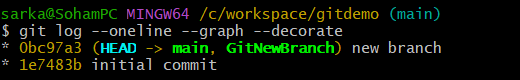 sarka@SohamPC MINGW64 /c/workspace/gitdemo (main)
$ git log --oneline --graph --decorate
* 0bc97a3 (HEAD -> main, GitNewBranch) new branch
* 1e7483b initial commit